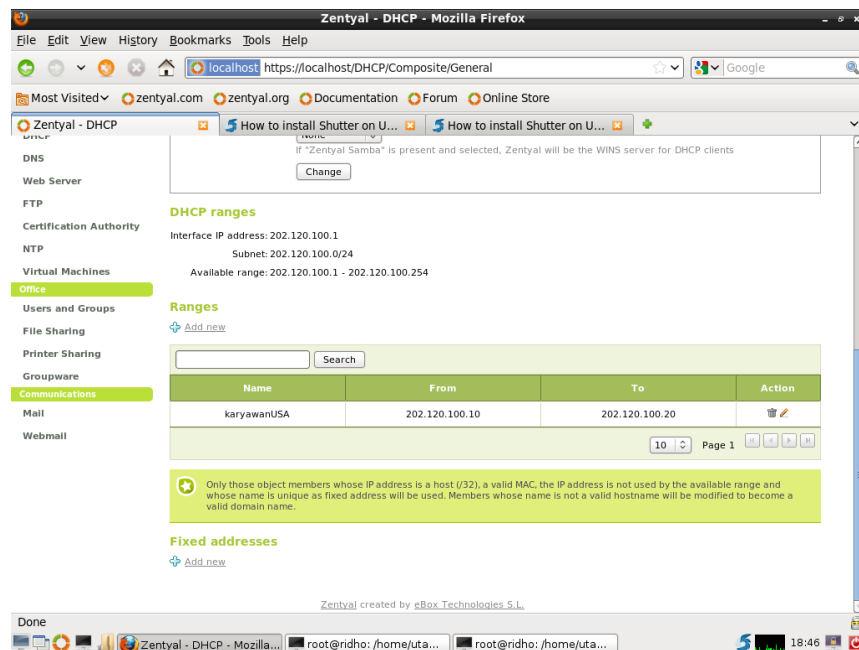 Zentyal - DHCP - Mozilla Firefox
File Edit View History Bookmarks Tools Help
localhost https://localhost/DHCP/Composite/General
Google
Most Visited zentyal.com zentyal.org Documentation Forum Online Store
Zentyal - DHCP How to install Shutter on U... How to install Shutter on U...
DHCP
DNS
Web Server
FTP
Certification Authority
NTP
Virtual Machines
Office
Users and Groups
File Sharing
Printer Sharing
Groupware
Communications
Mail
Webmail
None
If "Zentyal Samba" is present and selected, Zentyal will be the WINS server for DHCP clients
Change
DHCP ranges
Interface IP address: 202.120.100.1
Subnet: 202.120.100.0/24
Available range: 202.120.100.1 - 202.120.100.254
Ranges
Add new
Search
Name From To Action
karyawanUSA 202.120.100.10 202.120.100.20
10 Page 1
Only those object members whose IP address is a host (/32), a valid MAC, the IP address is not used by the available range and
whose name is unique as fixed address will be used. Members whose name is not a valid hostname will be modified to become a
valid domain name.
Fixed addresses
Add new
Zentyal created by eBox Technologies S.L.
Done
Zentyal - DHCP - Mozilla... root@ridho: /home/uta... root@ridho: /home/uta... 18:46